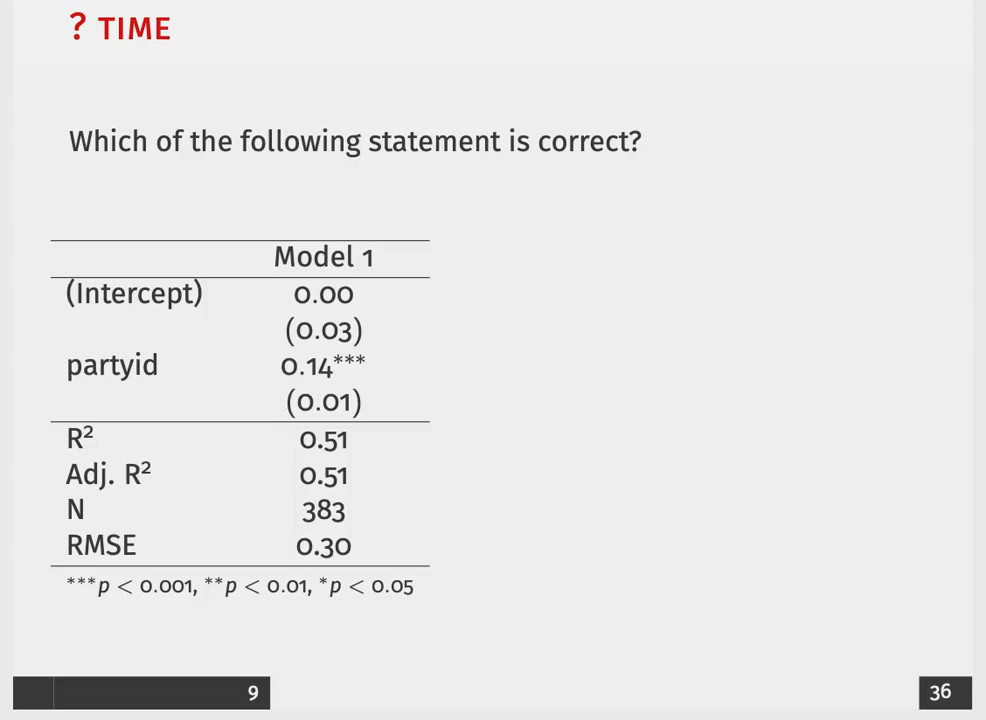 ? TIME
Which of the following statement is correct?
Model 1
(Intercept) 0.00
(0.03)
partyid 0.14***
(0.01)
R² 0.51
Adj. R² 0.51
N 383
RMSE 0.30
***p < 0.001, **p < 0.01, *p < 0.05
9
36